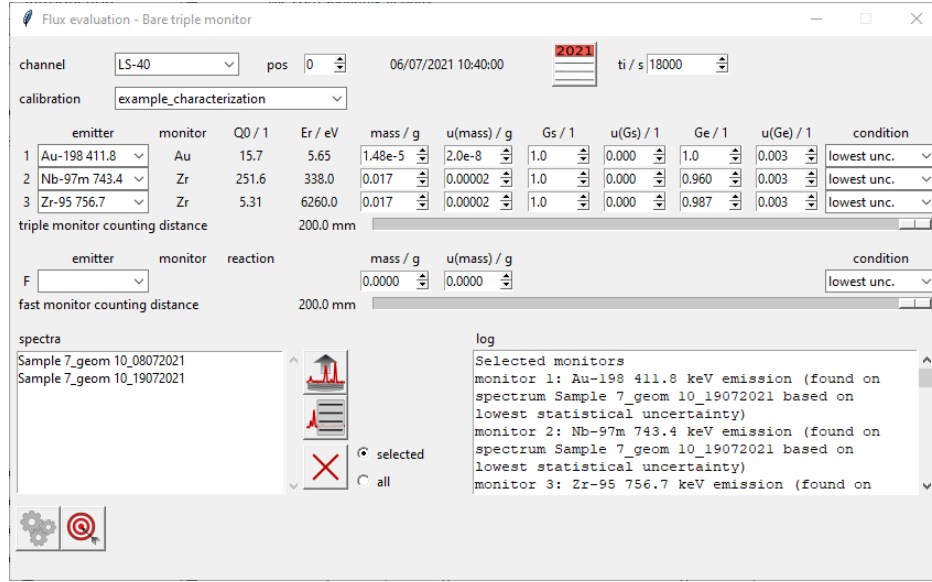 Flux evaluation - Bare triple monitor
channel LS-40 pos 0 06/07/2021 10:40:00 2021 ti / s 18000
calibration example_characterization
emitter monitor Q0 / 1 Er / eV mass / g u(mass) / g Gs / 1 u(Gs) / 1 Ge / 1 u(Ge) / 1 condition
1 Au-198 411.8 Au 15.7 5.65 1.48e-5 2.0e-8 1.0 0.000 1.0 0.003 lowest unc.
2 Nb-97m 743.4 Zr 251.6 338.0 0.017 0.00002 1.0 0.000 0.960 0.003 lowest unc.
3 Zr-95 756.7 Zr 5.31 6260.0 0.017 0.00002 1.0 0.000 0.987 0.003 lowest unc.
triple monitor counting distance 200.0 mm
emitter monitor reaction mass / g u(mass) / g condition
F 0.0000 0.0000 lowest unc.
fast monitor counting distance 200.0 mm
spectra
Sample 7_geom 10_08072021
Sample 7_geom 10_19072021
selected
all
log
Selected monitors
monitor 1: Au-198 411.8 keV emission (found on
spectrum Sample 7_geom 10_19072021 based on
lowest statistical uncertainty)
monitor 2: Nb-97m 743.4 keV emission (found on
spectrum Sample 7_geom 10_19072021 based on
lowest statistical uncertainty)
monitor 3: Zr-95 756.7 keV emission (found on